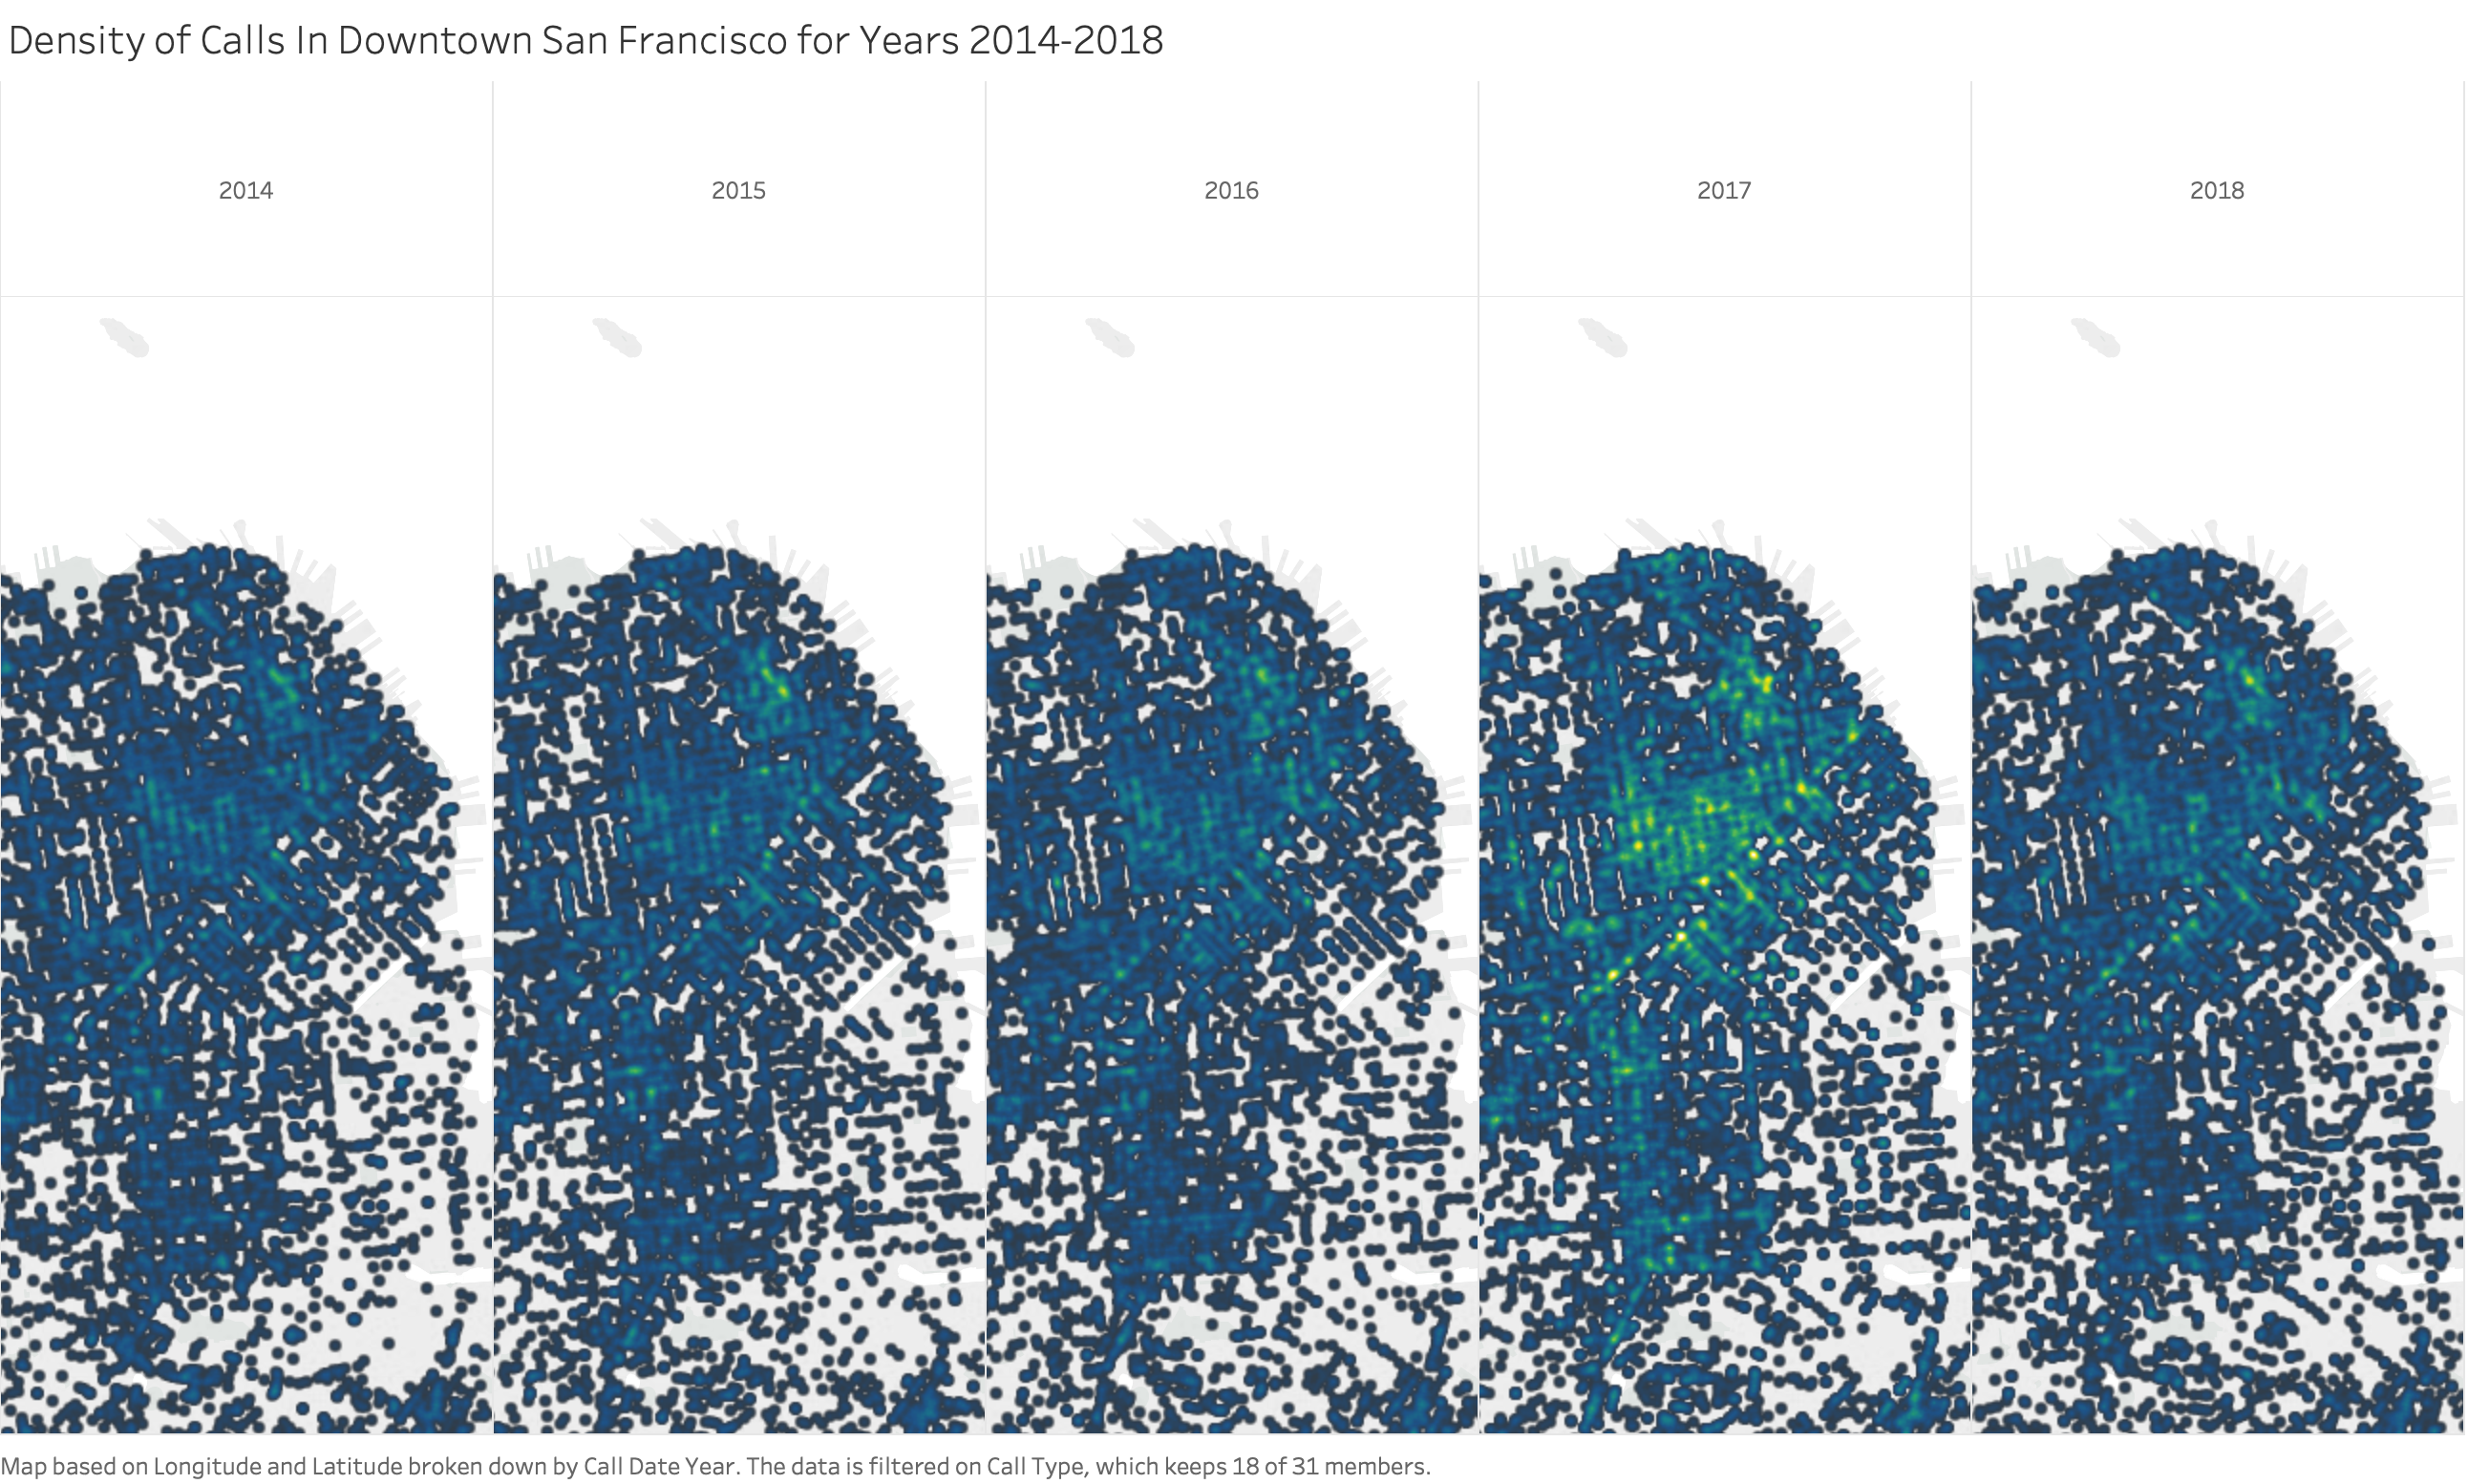 Density of Calls In Downtown San Francisco for Years 2014-2018
2014 2015 2016 2017 2018
Map based on Longitude and Latitude broken down by Call Date Year. The data is filtered on Call Type, which keeps 18 of 31 members.